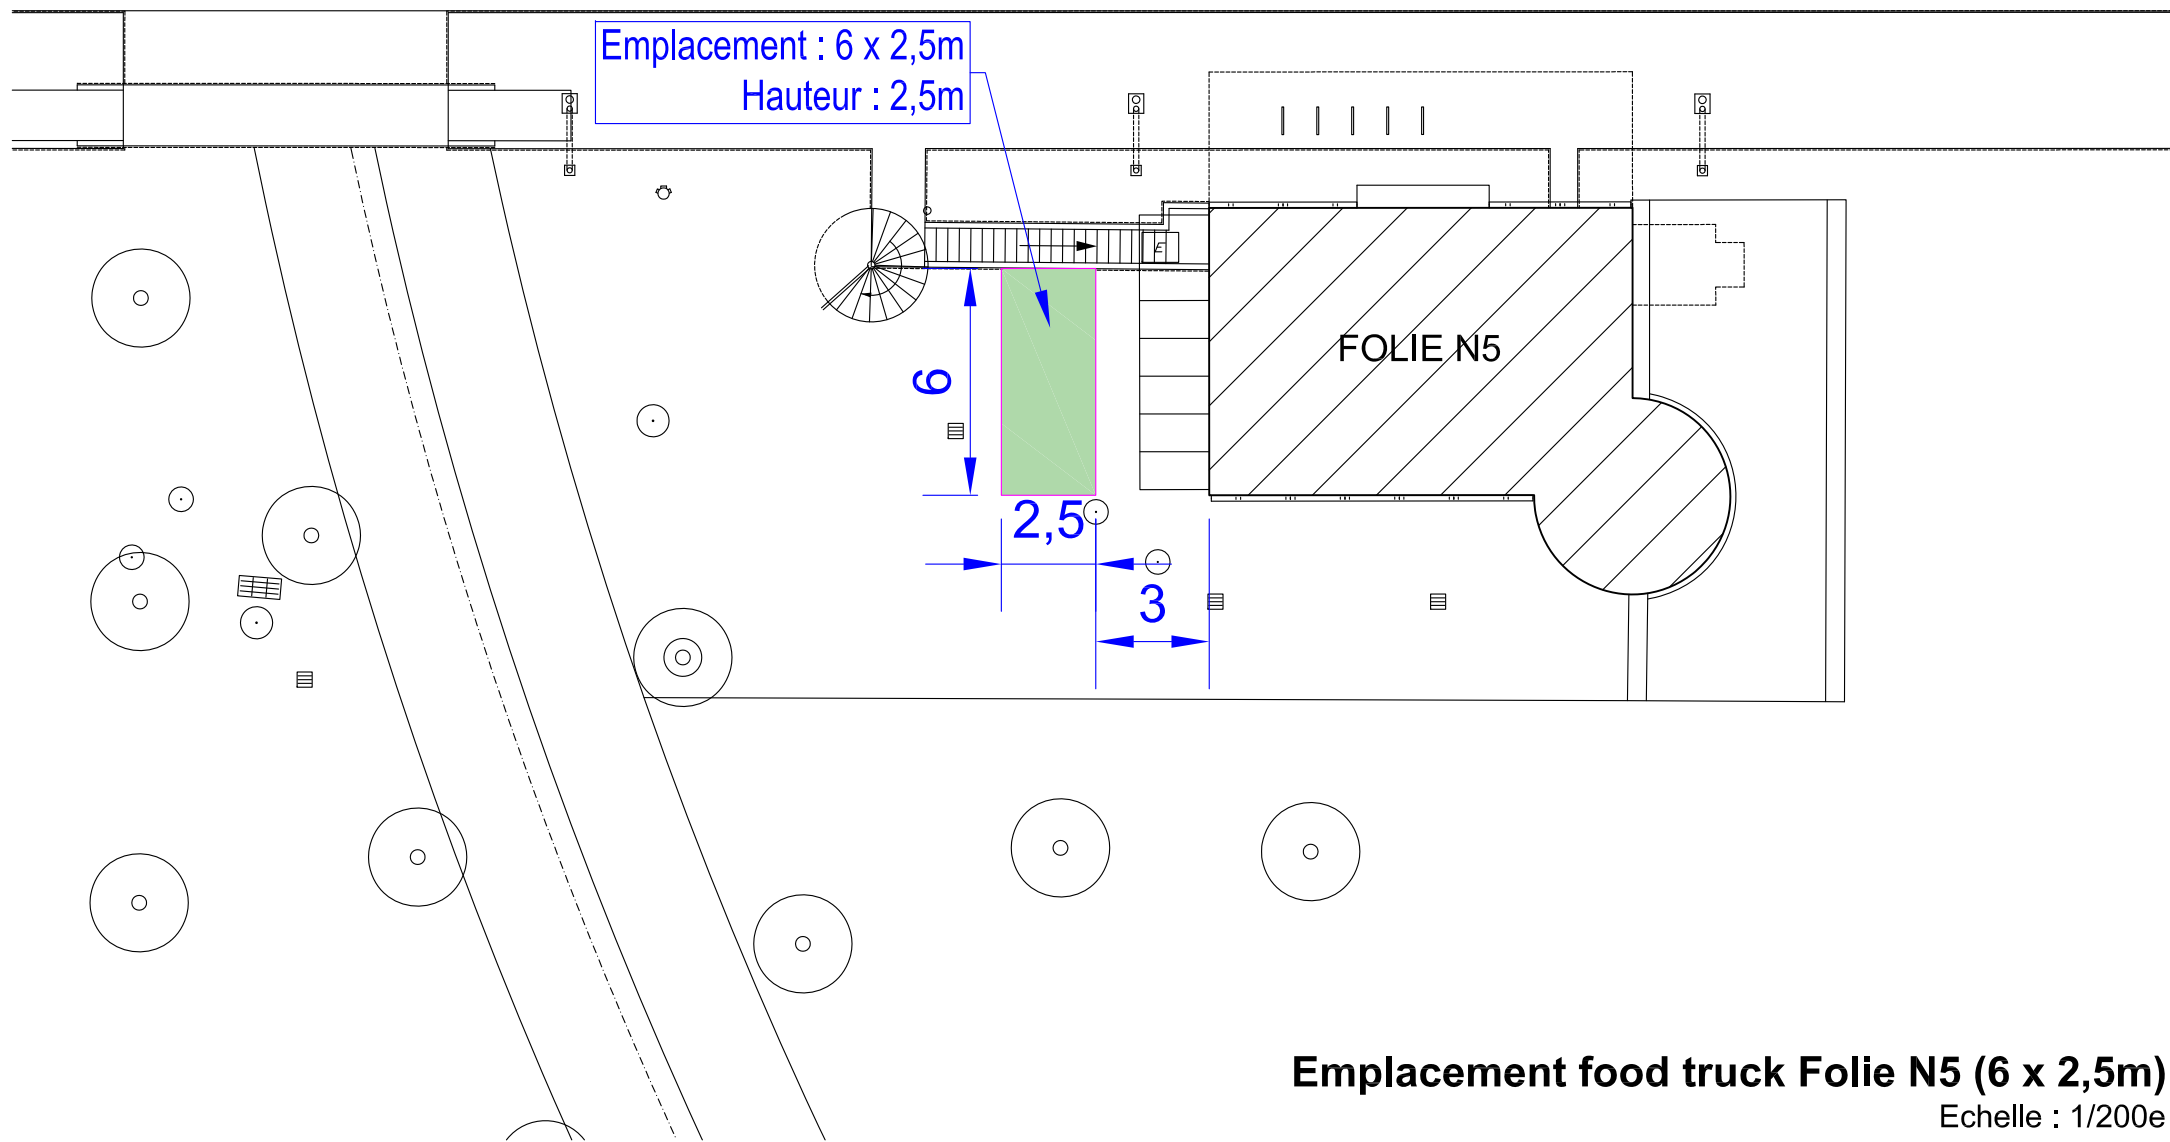 Emplacement : 6 x 2,5m
Hauteur : 2,5m
E
FOLIE N5
6
2,5
3
Emplacement food truck Folie N5 (6 x 2,5m)
Echelle : 1/200e